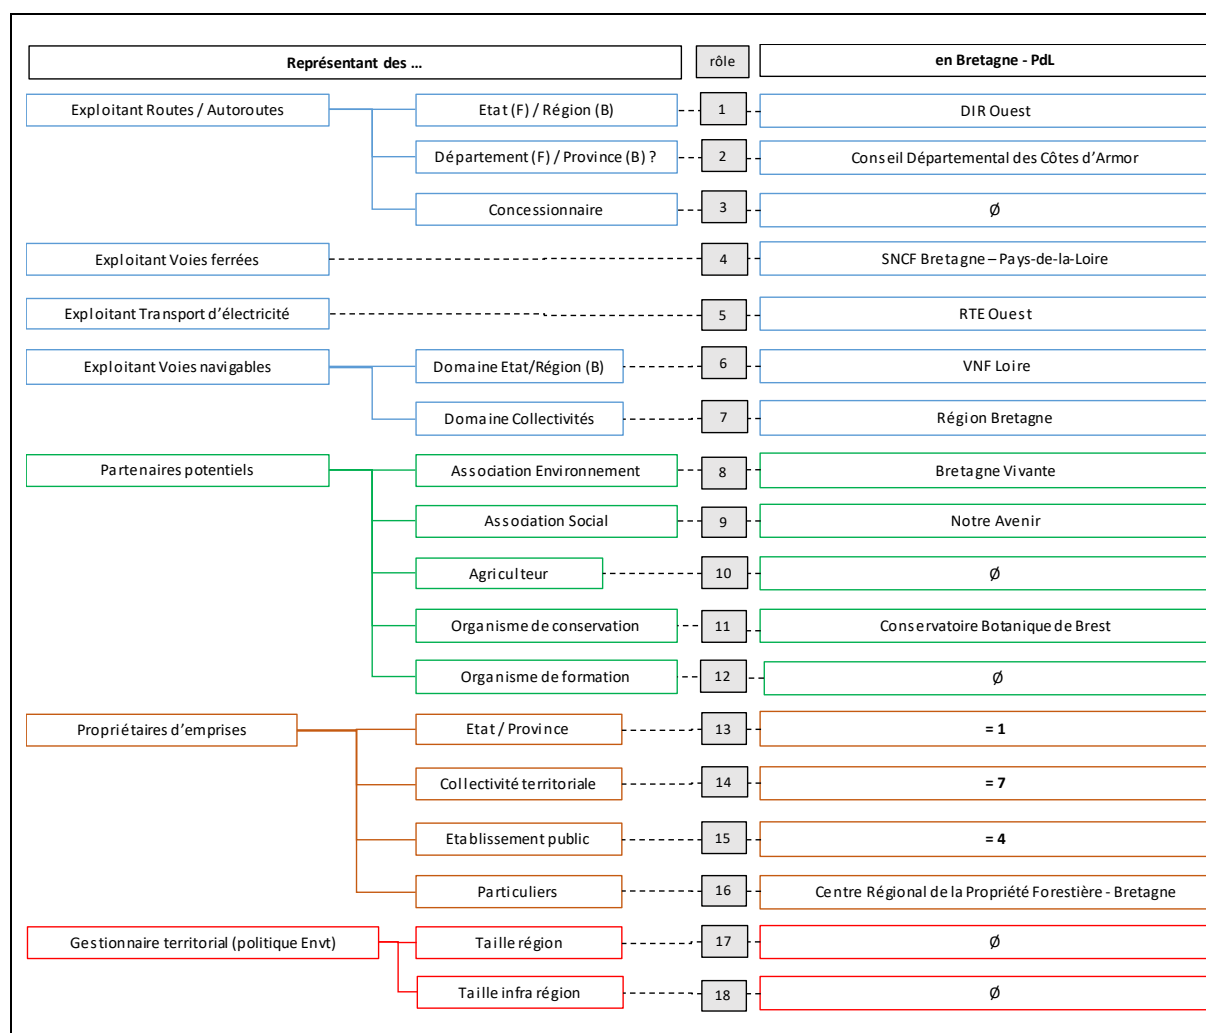 Représentant des ... rôle en Bretagne - PdL
Exploitant Routes / Autoroutes Etat (F) / Région (B) 1 DIR Ouest
Département (F) / Province (B) ? 2 Conseil Départemental des Côtes d’Armor
Concessionnaire 3 Ø
Exploitant Voies ferrées 4 SNCF Bretagne – Pays-de-la-Loire
Exploitant Transport d’électricité 5 RTE Ouest
Exploitant Voies navigables Domaine Etat/Région (B) 6 VNF Loire
Domaine Collectivités 7 Région Bretagne
Partenaires potentiels Association Environnement 8 Bretagne Vivante
Association Social 9 Notre Avenir
Agriculteur 10 Ø
Organisme de conservation 11 Conservatoire Botanique de Brest
Organisme de formation 12 Ø
Propriétaires d’emprises Etat / Province 13 = 1
Collectivité territoriale 14 = 7
Etablissement public 15 = 4
Particuliers 16 Centre Régional de la Propriété Forestière - Bretagne
Gestionnaire territorial (politique Envt) Taille région 17 Ø
Taille infra région 18 Ø